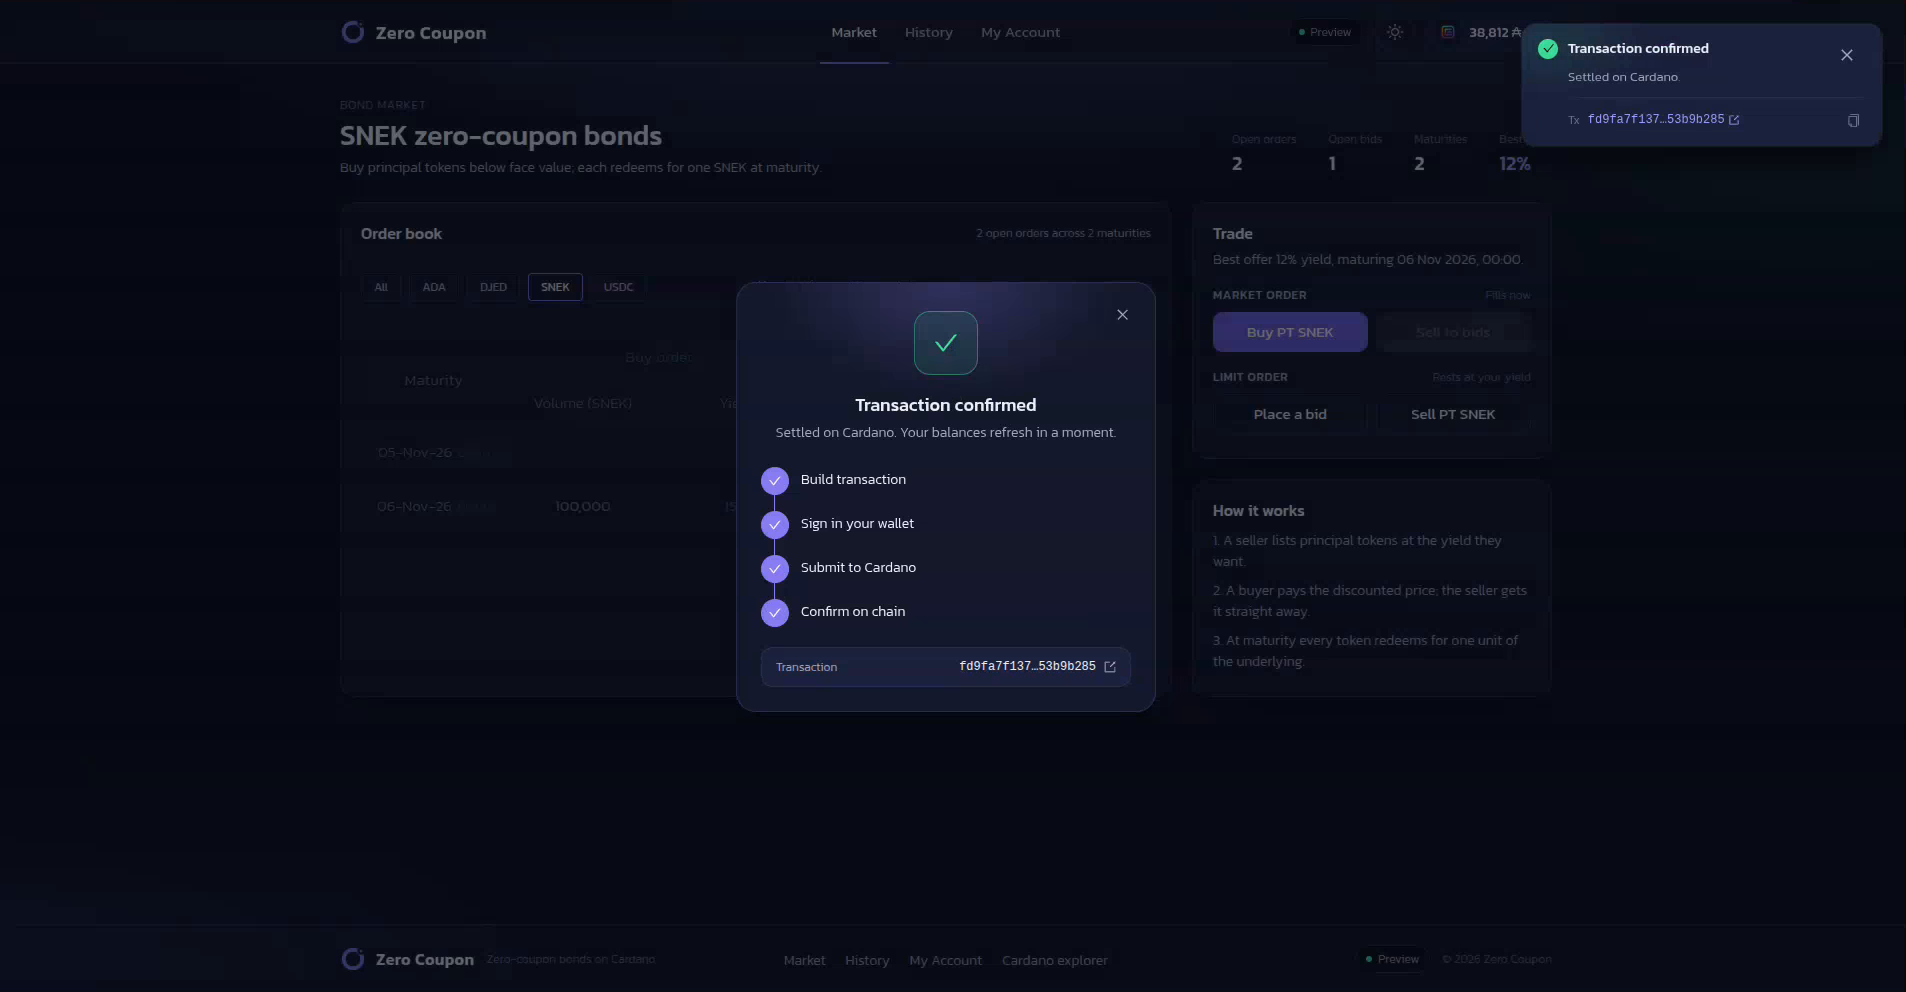 Zero Coupon
Market
History
My Account
Preview
38,812 ₳
Transaction confirmed
Settled on Cardano.
Tx fd9fa7f137…53b9b285
BOND MARKET
SNEK zero-coupon bonds
Buy principal tokens below face value; each redeems for one SNEK at maturity.
Open orders
2
Open bids
1
Maturities
2
Best
12%
Order book
2 open orders across 2 maturities
All
ADA
DJED
SNEK
USDC
Buy order
Maturity
Volume (SNEK)
05-Nov-26
06-Nov-26
100,000
Trade
Best offer 12% yield, maturing 06 Nov 2026, 00:00.
MARKET ORDER
Fills now
Buy PT SNEK
Sell to bids
LIMIT ORDER
Rests at your yield
Place a bid
Sell PT SNEK
How it works
1. A seller lists principal tokens at the yield they
want.
2. A buyer pays the discounted price; the seller gets
it straight away.
3. At maturity every token redeems for one unit of
the underlying.
Transaction confirmed
Settled on Cardano. Your balances refresh in a moment.
Build transaction
Sign in your wallet
Submit to Cardano
Confirm on chain
Transaction
fd9fa7f137…53b9b285
Zero Coupon
Zero-coupon bonds on Cardano
Market
History
My Account
Cardano explorer
Preview
© 2026 Zero Coupon